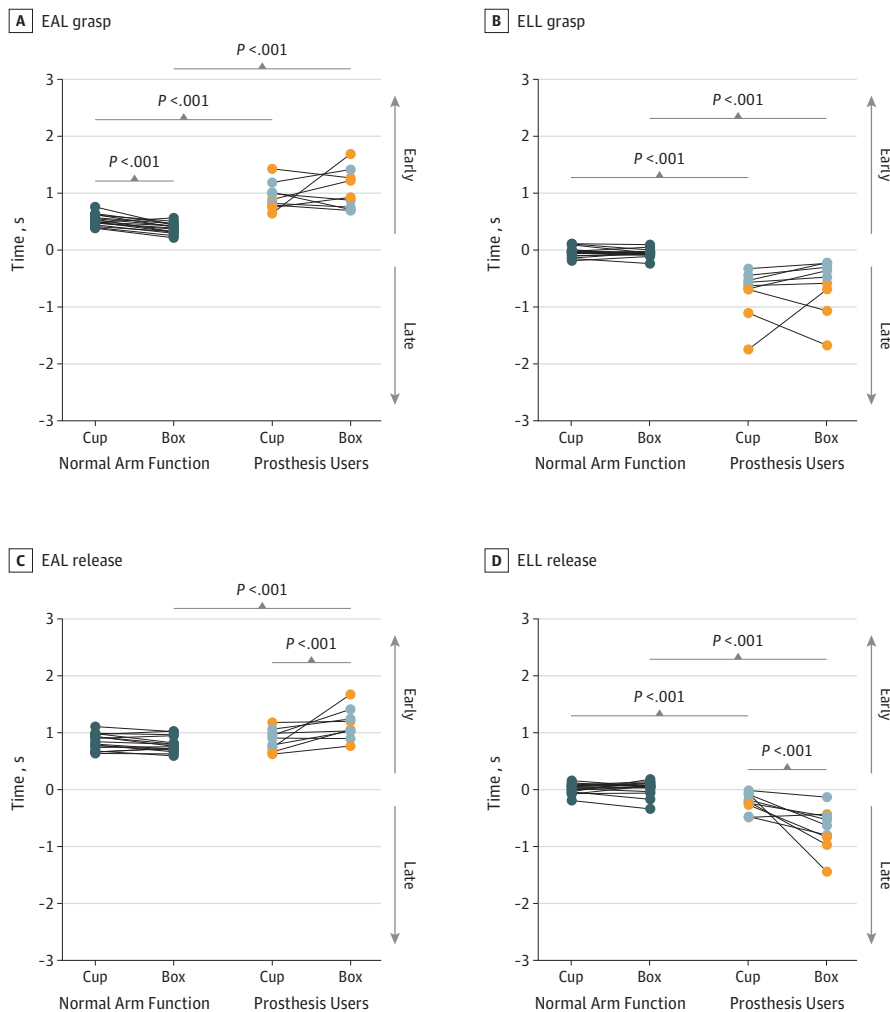 A EAL grasp
P <.001
P <.001
P <.001
3
2
1
0
-1
-2
-3
Time , s
Early
Late
Cup Box Cup Box
Normal Arm Function Prosthesis Users
B ELL grasp
P <.001
P <.001
3
2
1
0
-1
-2
-3
Time , s
Early
Late
Cup Box Cup Box
Normal Arm Function Prosthesis Users
C EAL release
P <.001
P <.001
3
2
1
0
-1
-2
-3
Time , s
Early
Late
Cup Box Cup Box
Normal Arm Function Prosthesis Users
D ELL release
P <.001
P <.001
P <.001
3
2
1
0
-1
-2
-3
Time , s
Early
Late
Cup Box Cup Box
Normal Arm Function Prosthesis Users